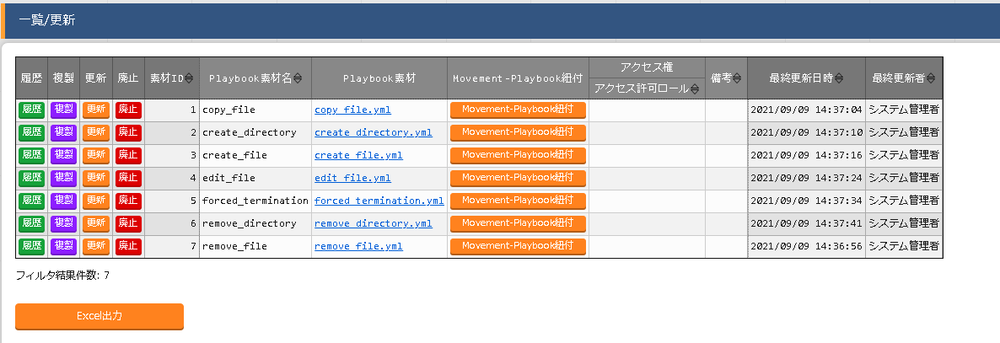 一覧/更新
履歴 複製 更新 廃止 素材ID Playbook素材名 Playbook素材 Movement-Playbook紐付 アクセス権 備考 最終更新日時 最終更新者
アクセス許可ロール
履歴 複製 更新 廃止 1 copy_file copy_file.yml Movement-Playbook紐付 2021/09/09 14:37:04 システム管理者
履歴 複製 更新 廃止 2 create_directory create_directory.yml Movement-Playbook紐付 2021/09/09 14:37:10 システム管理者
履歴 複製 更新 廃止 3 create_file create_file.yml Movement-Playbook紐付 2021/09/09 14:37:16 システム管理者
履歴 複製 更新 廃止 4 edit_file edit_file.yml Movement-Playbook紐付 2021/09/09 14:37:24 システム管理者
履歴 複製 更新 廃止 5 forced_termination forced_termination.yml Movement-Playbook紐付 2021/09/09 14:37:34 システム管理者
履歴 複製 更新 廃止 6 remove_directory remove_directory.yml Movement-Playbook紐付 2021/09/09 14:37:41 システム管理者
履歴 複製 更新 廃止 7 remove_file remove_file.yml Movement-Playbook紐付 2021/09/09 14:36:56 システム管理者
フィルタ結果件数: 7
Excel出力